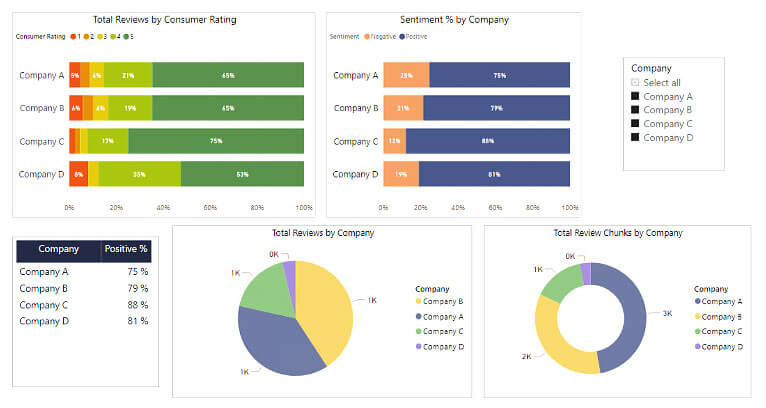 Total Reviews by Consumer Rating
Consumer Rating 1 2 3 4 5
Company A 5% 6% 21% 65%
Company B 6% 6% 19% 65%
Company C 17% 75%
Company D 8% 35% 53%
0% 20% 40% 60% 80% 100%
Sentiment % by Company
Sentiment Negative Positive
Company A 25% 75%
Company B 21% 79%
Company C 12% 88%
Company D 19% 81%
0% 20% 40% 60% 80% 100%
Company
Select all
Company A
Company B
Company C
Company D
Company Positive %
Company A 75 %
Company B 79 %
Company C 88 %
Company D 81 %
Total Reviews by Company
0K
1K
1K
1K
Company
Company B
Company A
Company C
Company D
Total Review Chunks by Company
0K
1K
3K
2K
Company
Company A
Company B
Company C
Company D